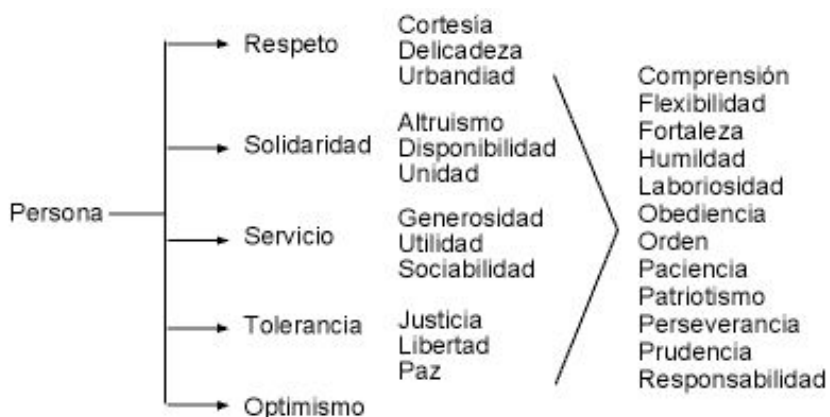 Persona
Respeto
Cortesía
Delicadeza
Urbandiad
Solidaridad
Altruismo
Disponibilidad
Unidad
Servicio
Generosidad
Utilidad
Sociabilidad
Tolerancia
Justicia
Libertad
Paz
Optimismo
Comprensión
Flexibilidad
Fortaleza
Humildad
Laboriosidad
Obediencia
Orden
Paciencia
Patriotismo
Perseverancia
Prudencia
Responsabilidad